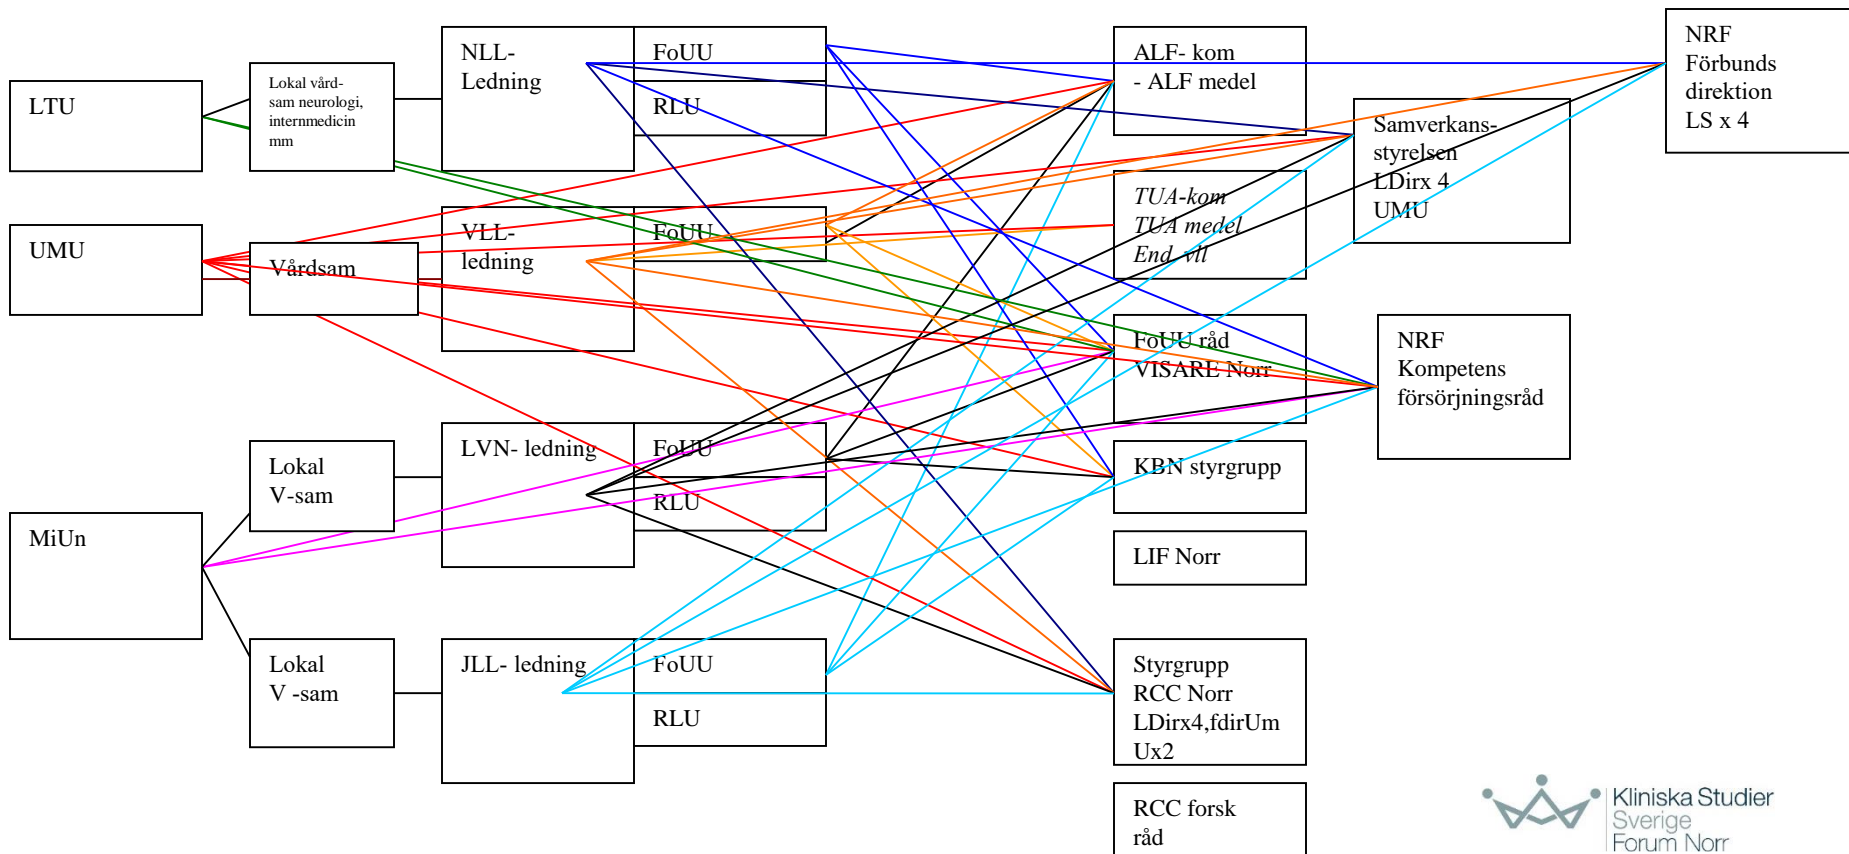 LTU
UMU
MiUn
Lokal vård-
sam neurologi,
internmedicin
mm
Vårdsam
Lokal
V-sam
Lokal
V -sam
NLL-
Ledning
FoUU
RLU
VLL-
ledning
FoUU
LVN- ledning
FoUU
RLU
JLL- ledning
FoUU
RLU
ALF- kom
- ALF medel
TUA-kom
TUA medel
End. vll
FoUU råd
VISARE Norr
KBN styrgrupp
LIF Norr
Styrgrupp
RCC Norr
LDirx4,fdirUm
Ux2
RCC forsk
råd
Samverkans-
styrelsen
LDirx 4
UMU
NRF
Kompetens
försörjningsråd
NRF
Förbunds
direktion
LS x 4
Kliniska Studier
Sverige
Forum Norr